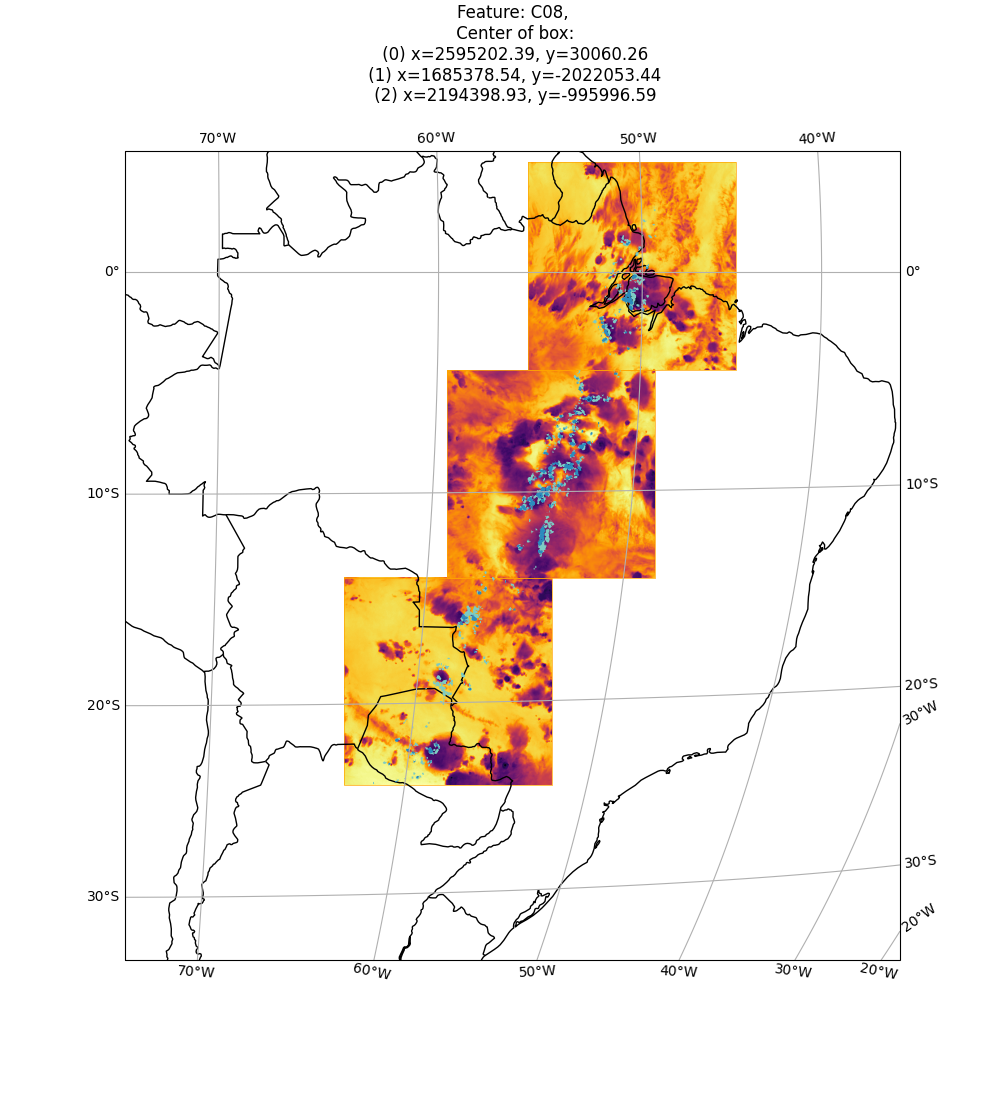 Feature: C08,
Center of box:
(0) x=2595202.39, y=30060.26
(1) x=1685378.54, y=-2022053.44
(2) x=2194398.93, y=-995996.59
70°W 60°W 50°W 40°W
0° 0°
10°S 10°S
20°S 20°S
30°W
30°S 30°S
20°W
70°W 60°W 50°W 40°W 30°W 20°W